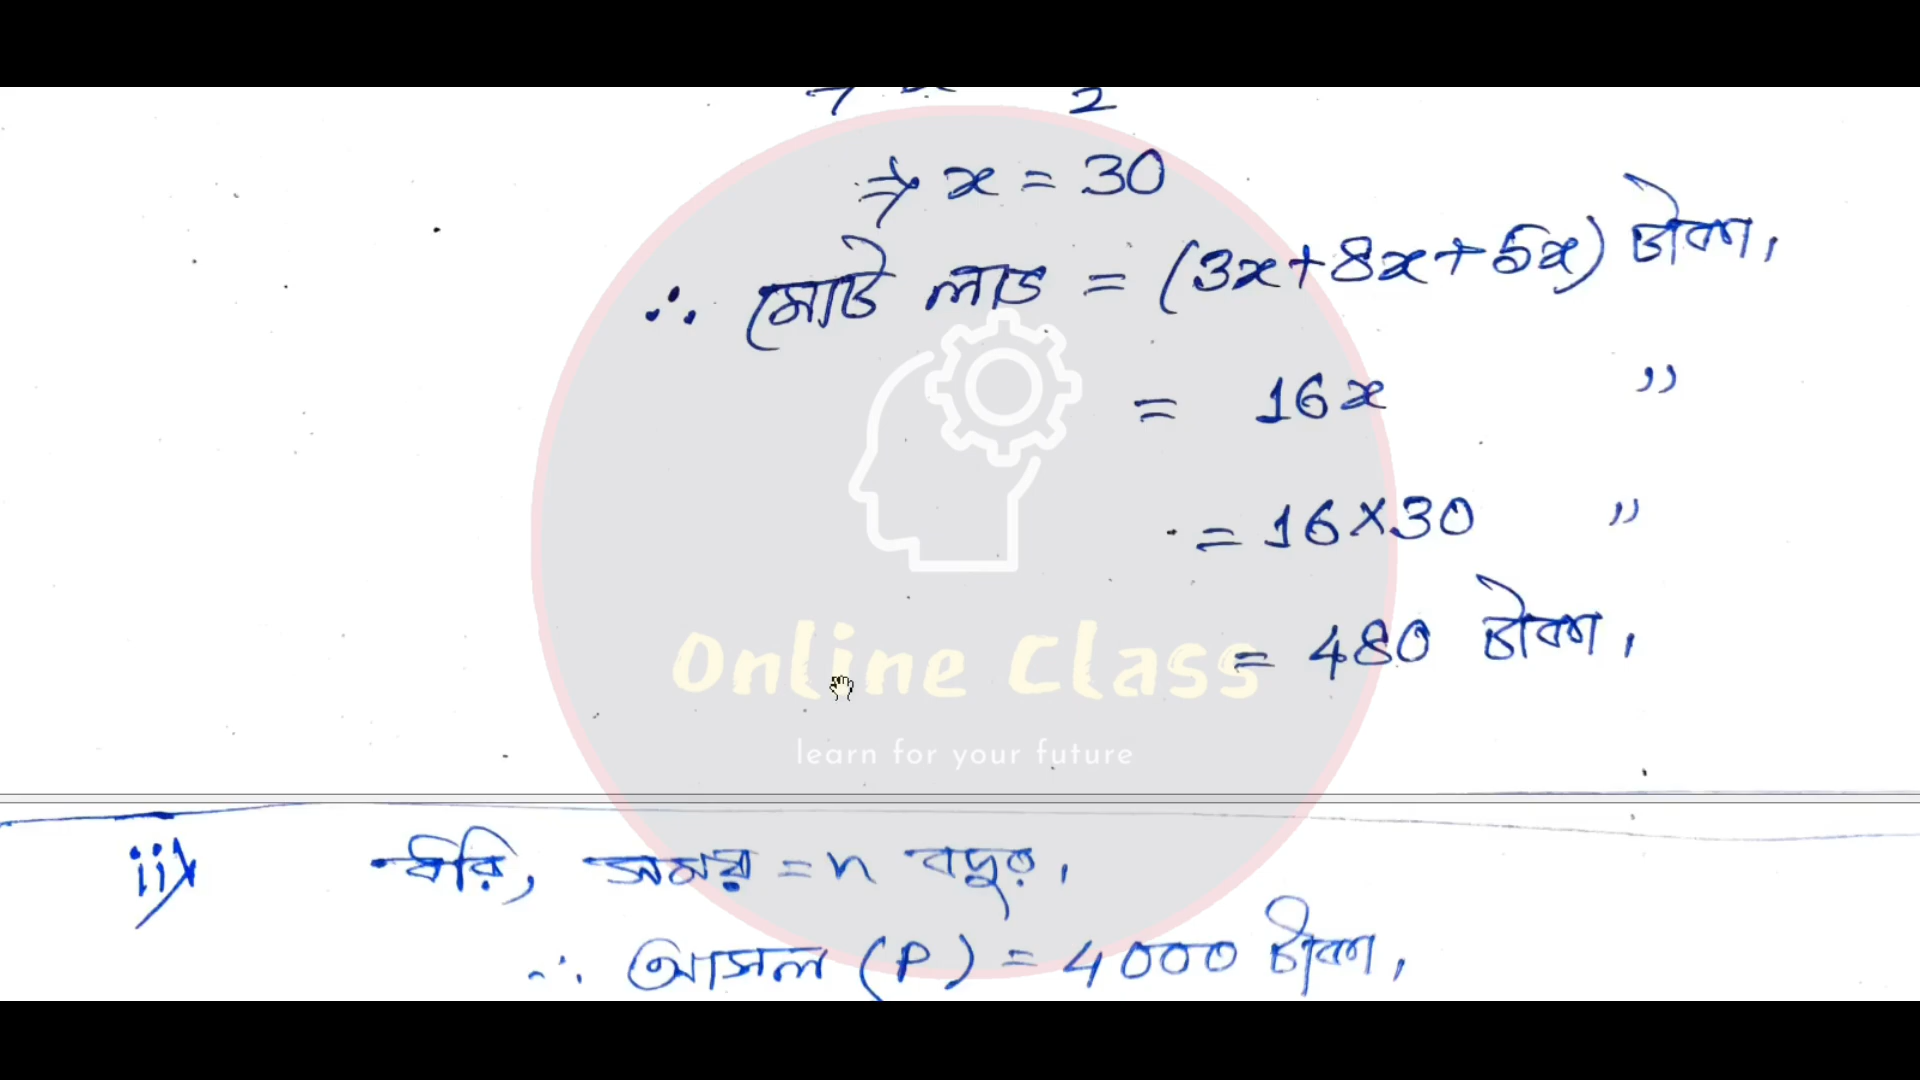 2
⇒ x = 30
∴ মোট লাভ = (3x+8x+5x) টাকা।
= 16x "
= 16×30 "
= 480 টাকা।
Online Class
learn for your future
ii) ধরি, সময় = n বছর।
∴ আসল (P) = 4000 টাকা,